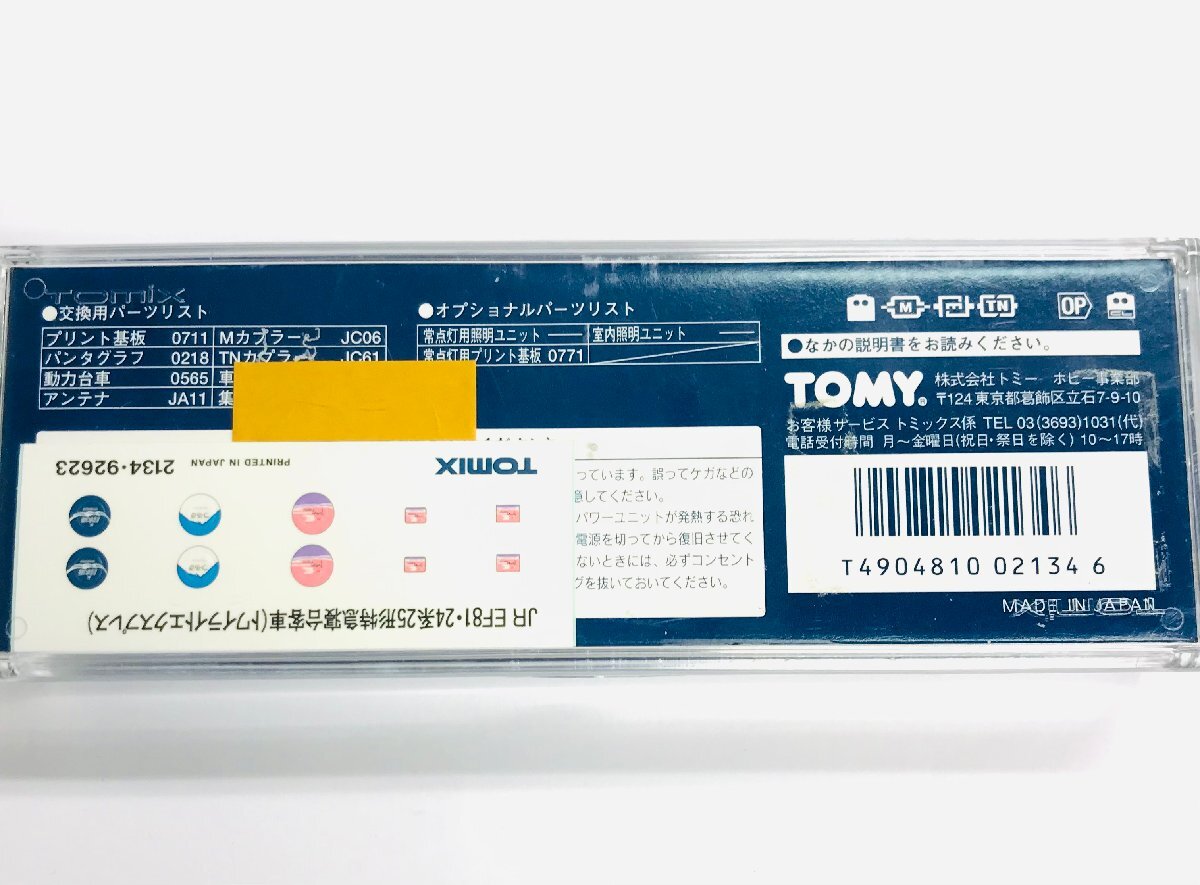 TOMIX
●交換用パーツリスト
プリント基板 0711 Mカプラー JC06
パンタグラフ 0218 TNカプラー JC61
動力台車 0565 車
アンテナ JA11 集
●オプショナルパーツリスト
常点灯用照明ユニット 室内照明ユニット
常点灯用プリント基板 0771
っています。誤ってケガなどの
意してください。
パワーユニットが発熱する恐れ
電源を切ってから復旧させてく
ないときには、必ずコンセント
グを抜いておいてください。
M TN OP EL
●なかの説明書をお読みください。
TOMY 株式会社トミー ホビー事業部
〒124 東京都葛飾区立石7-9-10
お客様サービス トミックス係 TEL 03(3693)1031(代)
電話受付時間 月〜金曜日(祝日・祭日を除く) 10〜17時
T4904810 02134 6
MADE IN JAPAN
JR EF81・24系25形特急寝台客車(トワイライトエクスプレス)
TOMIX PRINTED IN JAPAN 2134・92623